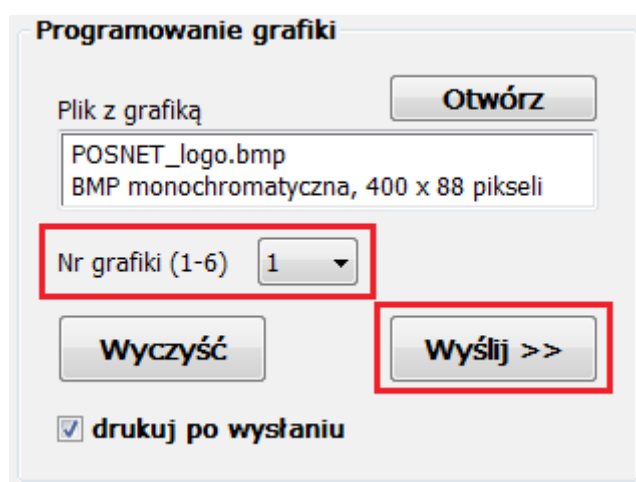 Programowanie grafiki
Plik z grafiką
Otwórz
POSNET_logo.bmp
BMP monochromatyczna, 400 x 88 pikseli
Nr grafiki (1-6) 1
Wyczyść
Wyślij >>
drukuj po wysłaniu